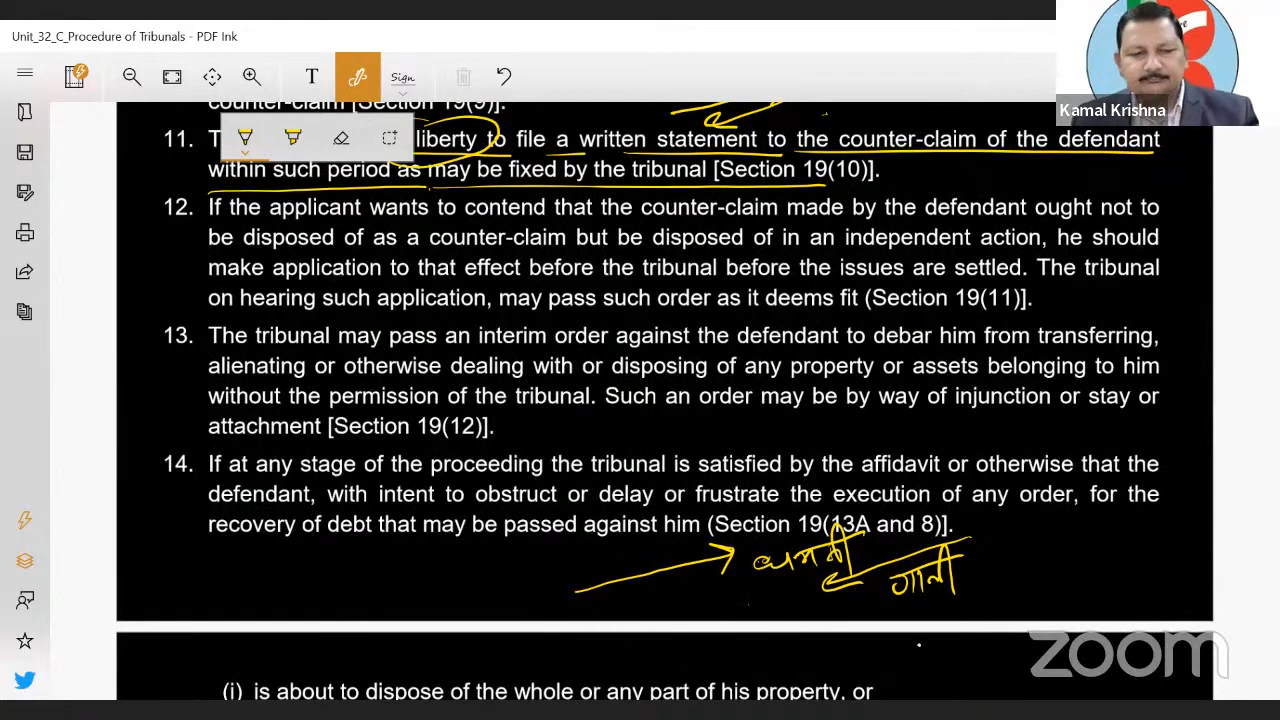 Unit_32_C_Procedure of Tribunals - PDF Ink
T
Sign
Kamal Krishna
counter-claim [Section 19(9)].
11. T liberty to file a written statement to the counter-claim of the defendant
within such period as may be fixed by the tribunal [Section 19(10)].
12. If the applicant wants to contend that the counter-claim made by the defendant ought not to
be disposed of as a counter-claim but be disposed of in an independent action, he should
make application to that effect before the tribunal before the issues are settled. The tribunal
on hearing such application, may pass such order as it deems fit (Section 19(11)].
13. The tribunal may pass an interim order against the defendant to debar him from transferring,
alienating or otherwise dealing with or disposing of any property or assets belonging to him
without the permission of the tribunal. Such an order may be by way of injunction or stay or
attachment [Section 19(12)].
14. If at any stage of the proceeding the tribunal is satisfied by the affidavit or otherwise that the
defendant, with intent to obstruct or delay or frustrate the execution of any order, for the
recovery of debt that may be passed against him (Section 19(13A and 8)].
zoom
(i) is about to dispose of the whole or any part of his property, or